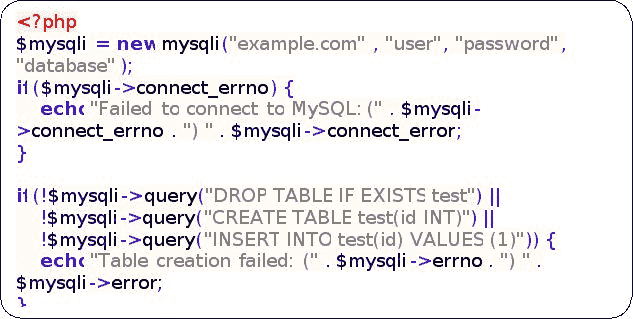 <?php
$mysqli = new mysqli("example.com" , "user", "password",
"database" );
if ($mysqli->connect_errno) {
    echo "Failed to connect to MySQL: (" . $mysqli-
>connect_errno . ") " . $mysqli->connect_error;
}

if (!$mysqli->query("DROP TABLE IF EXISTS test") ||
    !$mysqli->query("CREATE TABLE test(id INT)") ||
    !$mysqli->query("INSERT INTO test(id) VALUES (1)")) {
    echo "Table creation failed: (" . $mysqli->errno . ") " .
$mysqli->error;
}